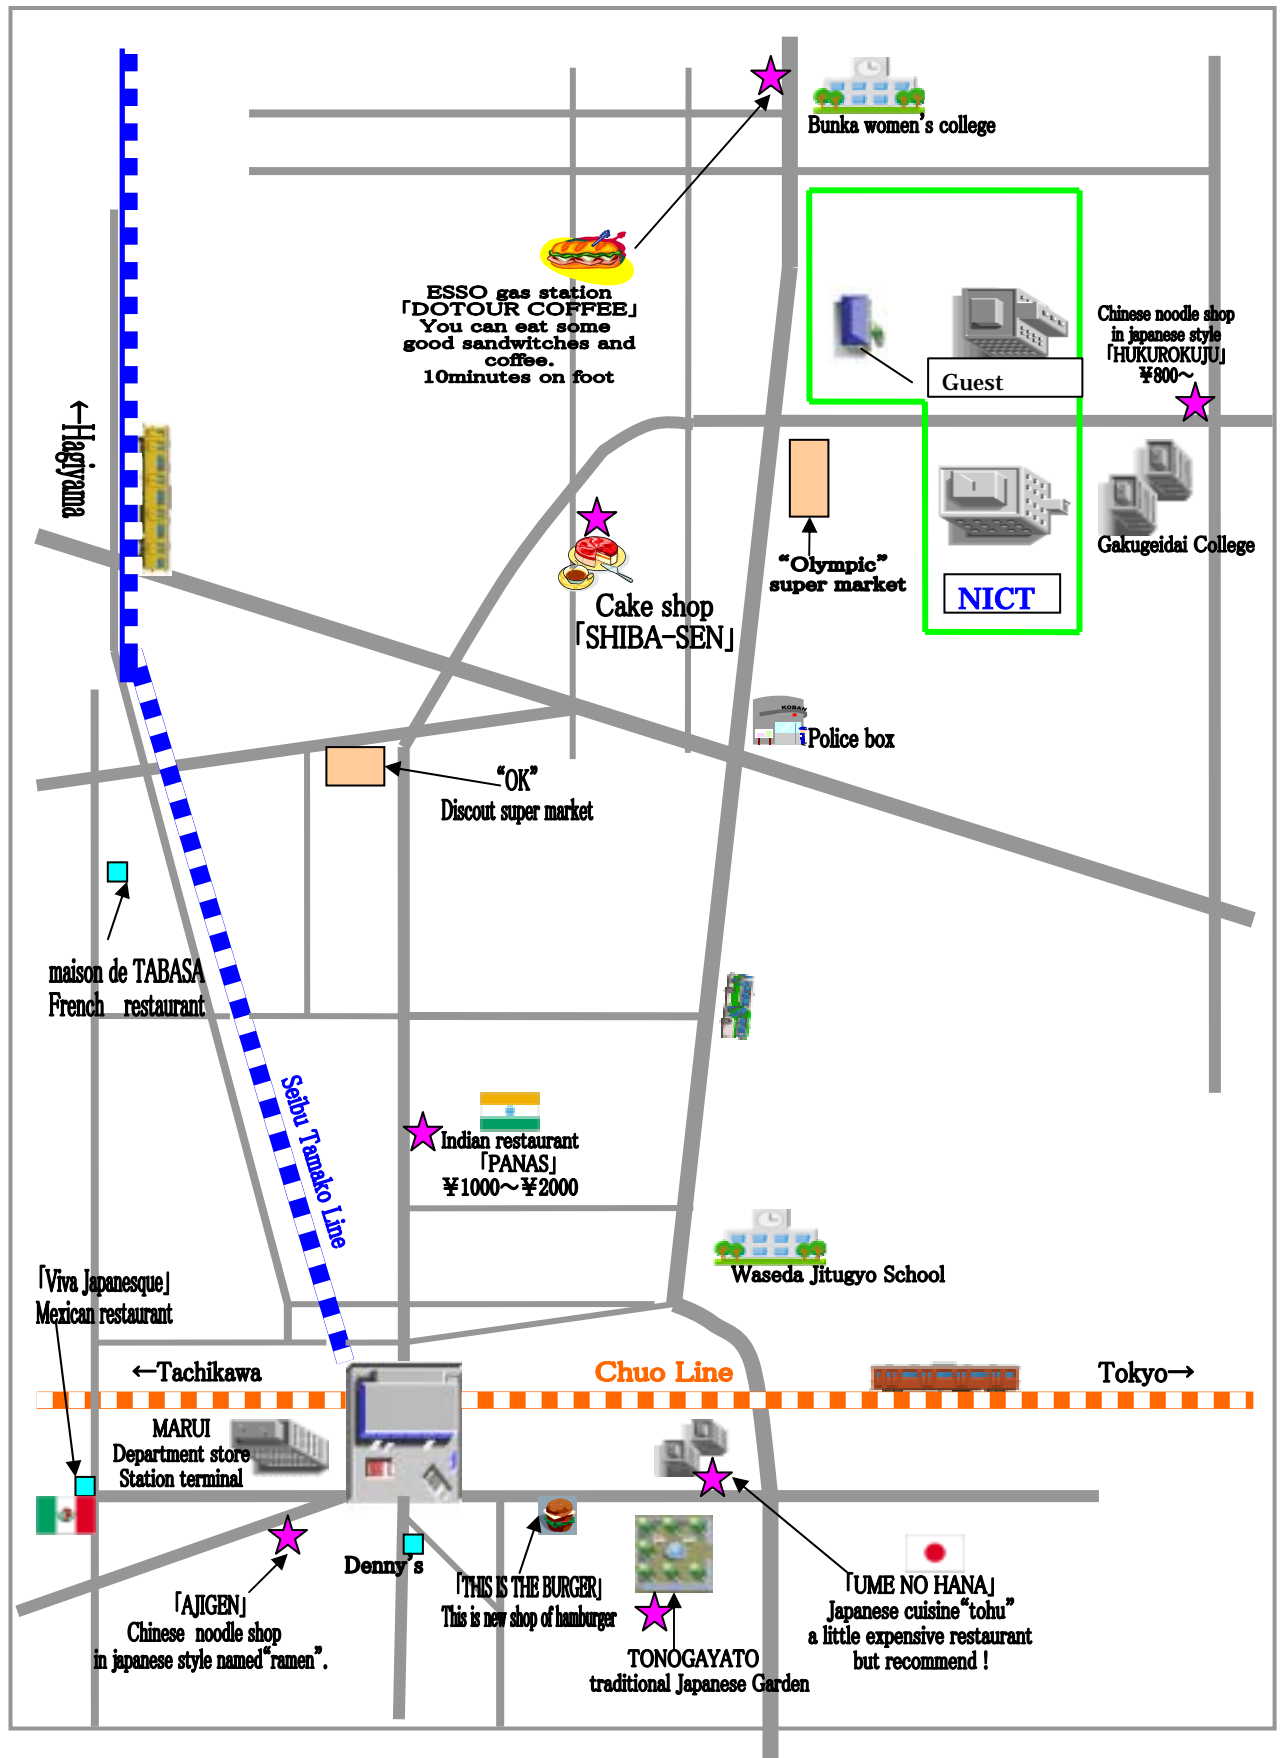 Bunka women's college
ESSO gas station
「DOTOUR COFFEE」
You can eat some
good sandwitches and
coffee.
10minutes on foot
Chinese noodle shop
in japanese style
「HUKUROKUJU」
¥800～
Guest
←Hagiyama
Gakugeidai College
"Olympic"
super market
NICT
Cake shop
「SHIBA-SEN」
KOBAN
Police box
"OK"
Discout super market
maison de TABASA
French restaurant
Seibu Tamako Line
Indian restaurant
「PANAS」
¥1000～¥2000
Waseda Jitugyo School
「Viva Japanesque」
Mexican restaurant
←Tachikawa
Chuo Line
Tokyo→
MARUI
Department store
Station terminal
Denny's
「THIS IS THE BURGER」
This is new shop of hamburger
「AJIGEN」
Chinese noodle shop
in japanese style named"ramen".
「UME NO HANA」
Japanese cuisine"tohu"
a little expensive restaurant
but recommend !
TONOGAYATO
traditional Japanese Garden